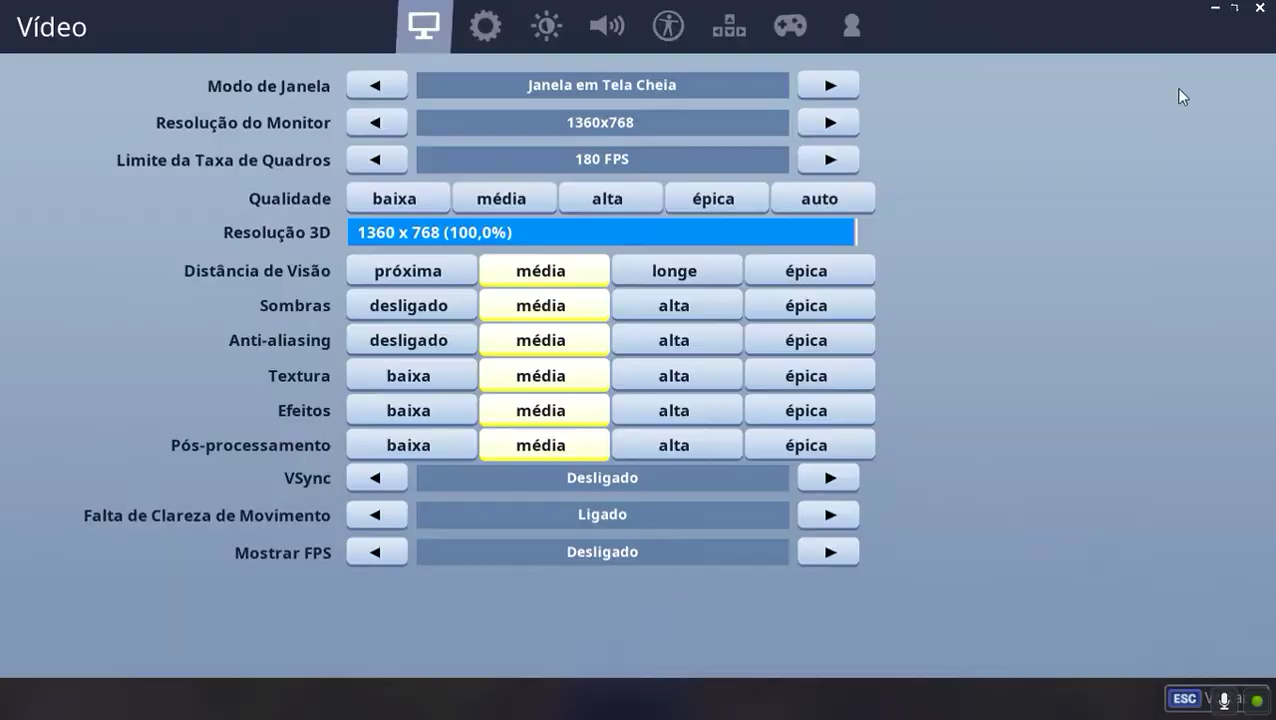 Vídeo
Modo de Janela Janela em Tela Cheia
Resolução do Monitor 1360x768
Limite da Taxa de Quadros 180 FPS
Qualidade baixa média alta épica auto
Resolução 3D 1360 x 768 (100,0%)
Distância de Visão próxima média longe épica
Sombras desligado média alta épica
Anti-aliasing desligado média alta épica
Textura baixa média alta épica
Efeitos baixa média alta épica
Pós-processamento baixa média alta épica
VSync Desligado
Falta de Clareza de Movimento Ligado
Mostrar FPS Desligado
ESC